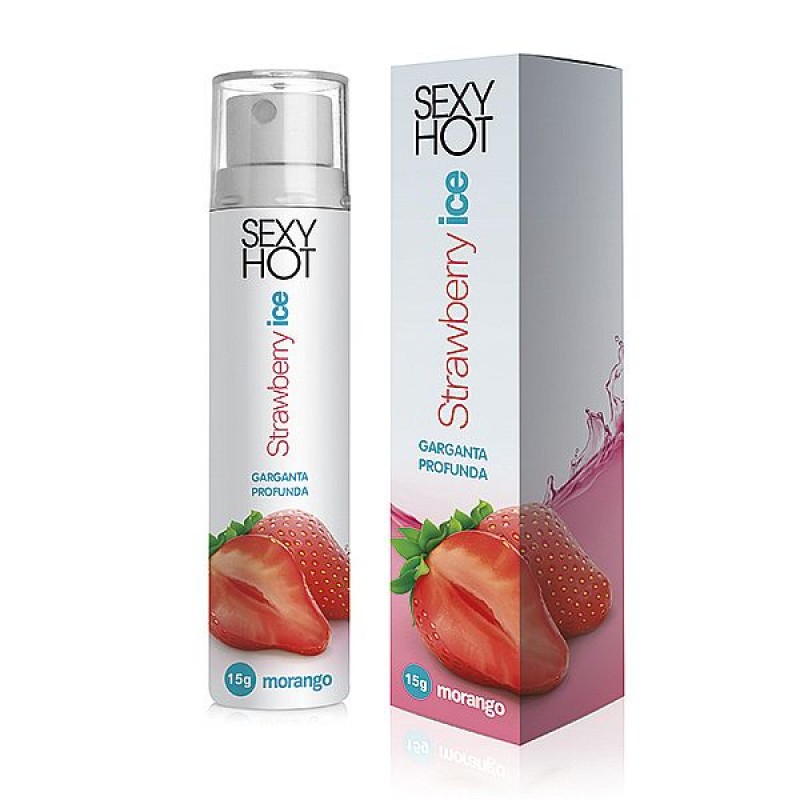 SEXY
HOT
Strawberry ice
GARGANTA
PROFUNDA
15g morango
SEXY
HOT
Strawberry ice
GARGANTA
PROFUNDA
15g morango